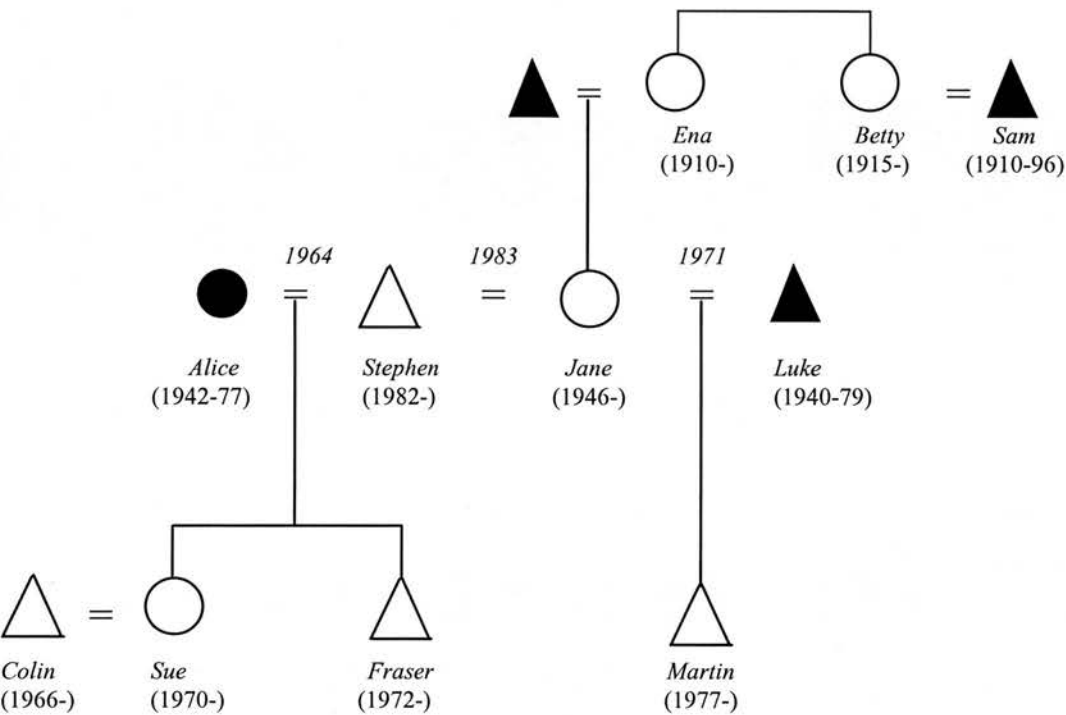 Ena Betty Sam
(1910-) (1915-) (1910-96)
1964 1983 1971
Alice Stephen Jane Luke
(1942-77) (1982-) (1946-) (1940-79)
Colin Sue Fraser Martin
(1966-) (1970-) (1972-) (1977-)